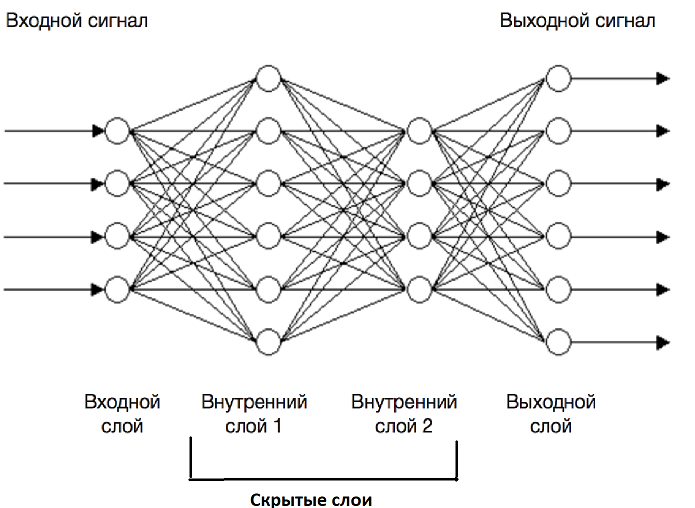 Входной сигнал
Выходной сигнал
Входной
слой
Внутренний
слой 1
Внутренний
слой 2
Выходной
слой
Скрытые слои